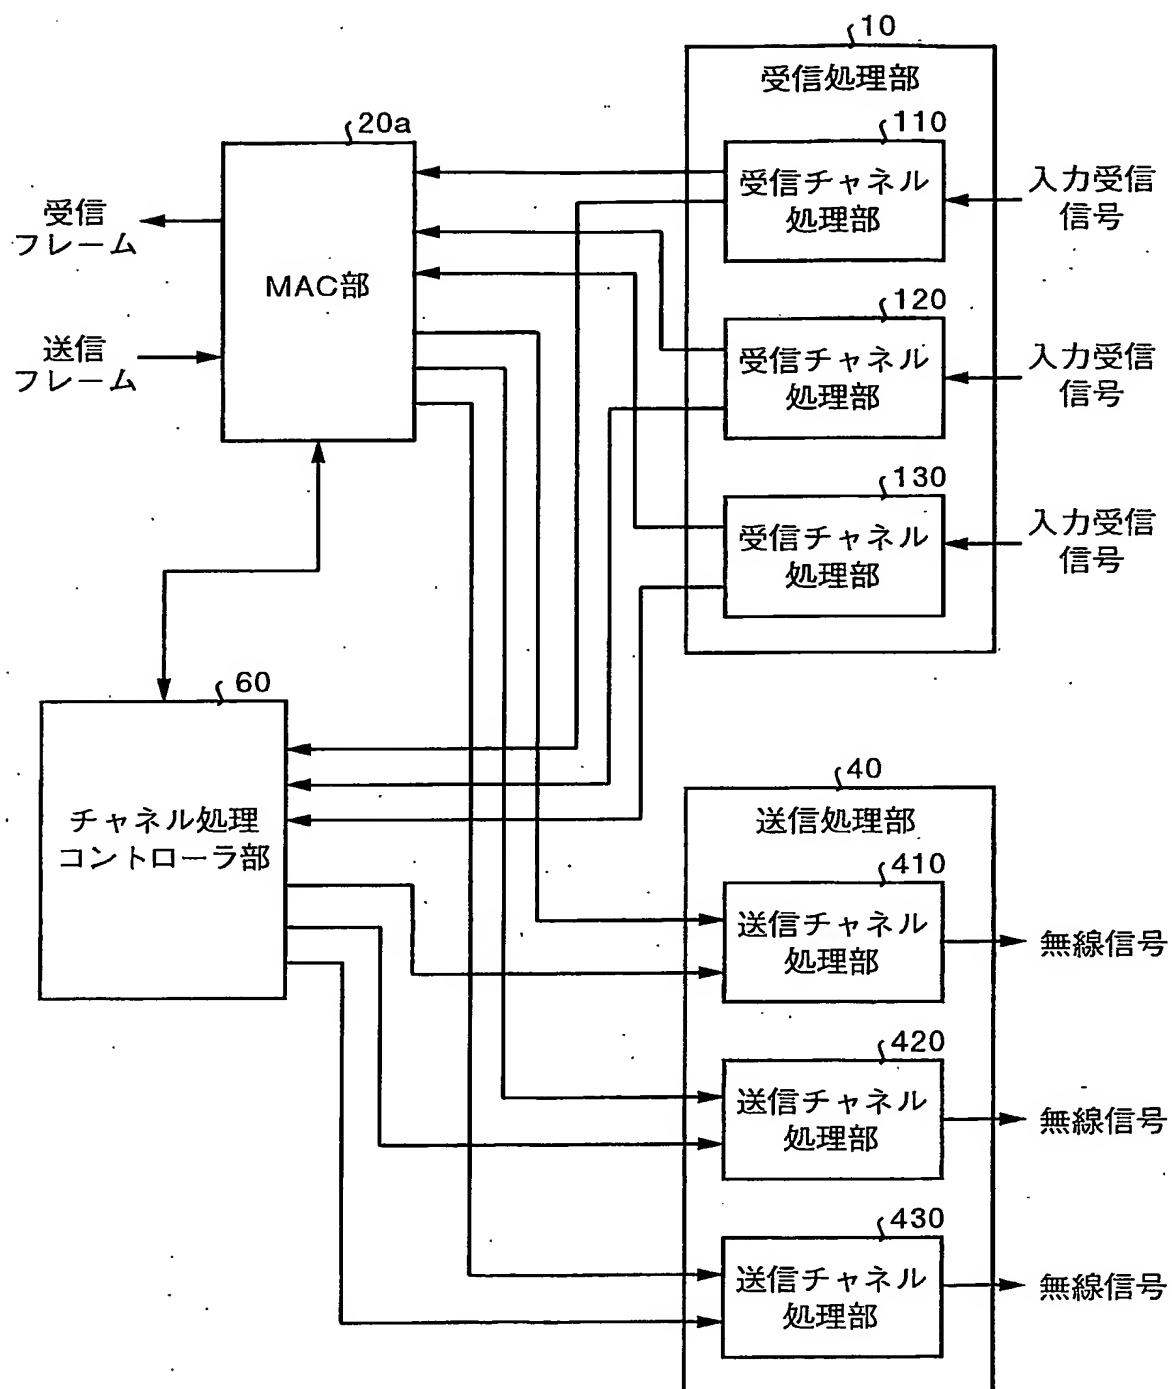 10
受信処理部
20a
110
受信チャネル
処理部
入力受信
信号
受信
フレーム
MAC部
120
受信チャネル
処理部
入力受信
信号
送信
フレーム
130
受信チャネル
処理部
入力受信
信号
60
チャネル処理
コントローラ部
40
送信処理部
410
送信チャネル
処理部
無線信号
420
送信チャネル
処理部
無線信号
430
送信チャネル
処理部
無線信号